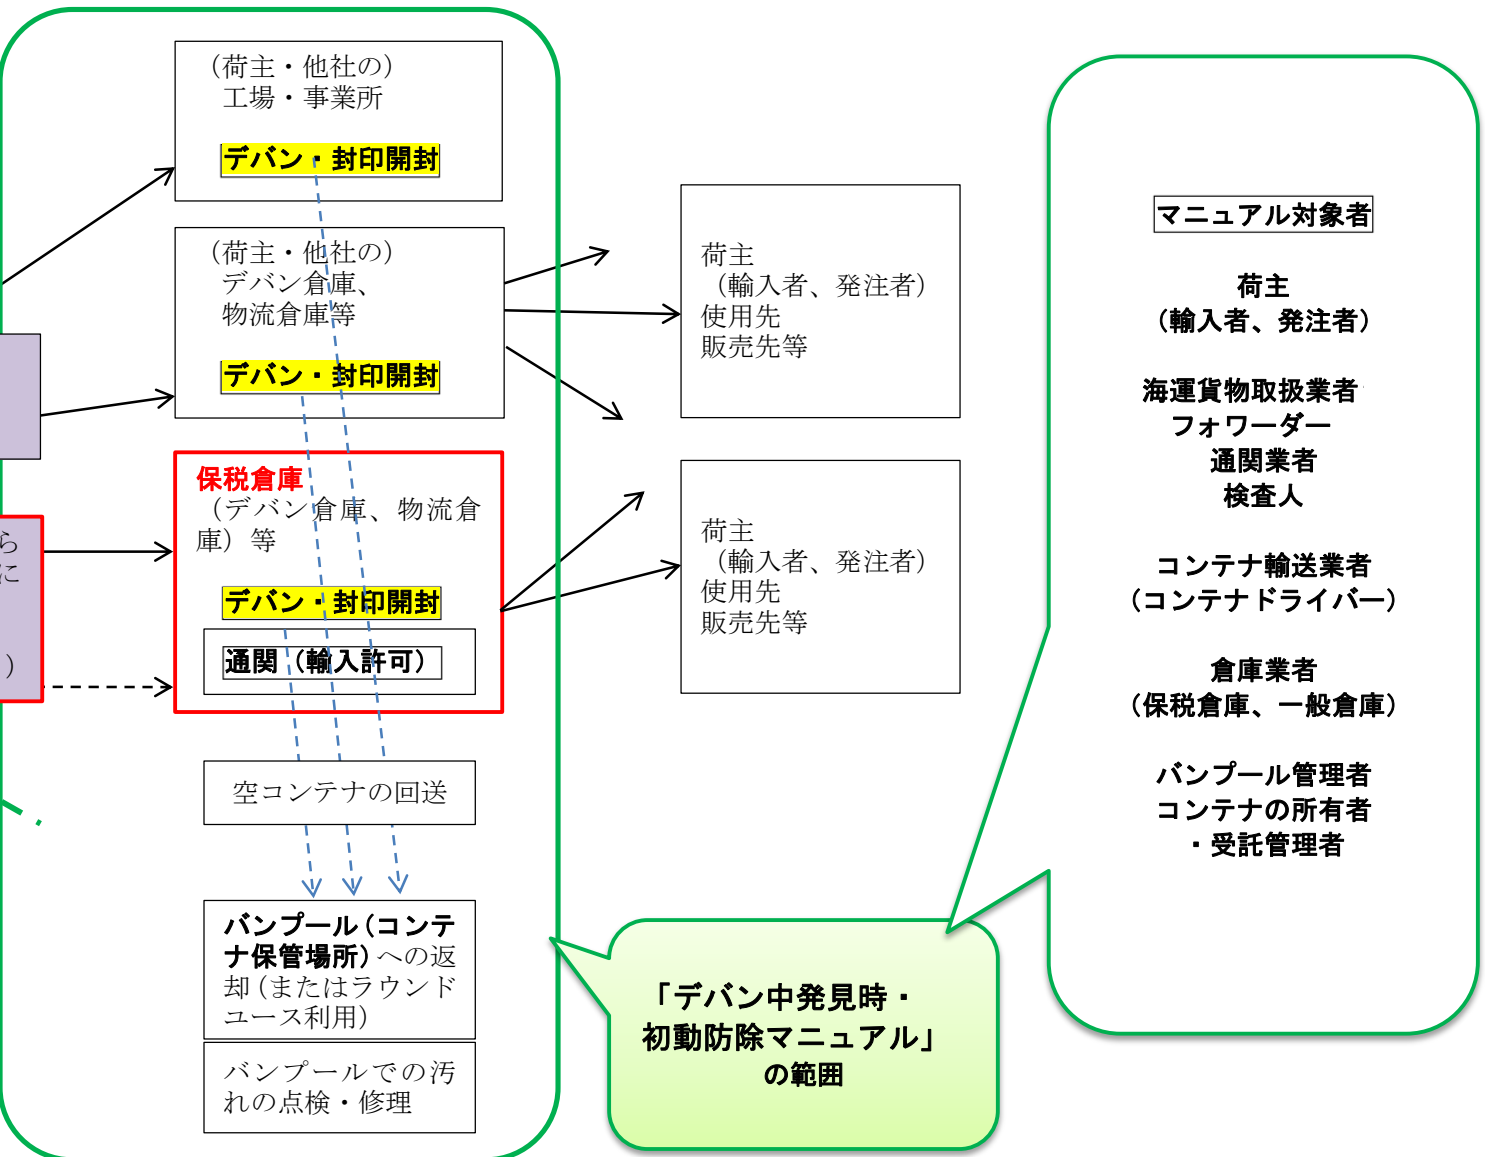 （荷主・他社の）
工場・事業所
デバン・封印開封
（荷主・他社の）
デバン倉庫、
物流倉庫等
デバン・封印開封
保税倉庫
（デバン倉庫、物流倉
庫）等
デバン・封印開封
通関（輸入許可）
ら
に
）
空コンテナの回送
バンプール（コンテ
ナ保管場所）への返
却（またはラウンド
ユース利用）
バンプールでの汚
れの点検・修理
荷主
（輸入者、発注者）
使用先
販売先等
荷主
（輸入者、発注者）
使用先
販売先等
「デバン中発見時・
初動防除マニュアル」
の範囲
マニュアル対象者
荷主
（輸入者、発注者）
海運貨物取扱業者
フォワーダー
通関業者
検査人
コンテナ輸送業者
（コンテナドライバー）
倉庫業者
（保税倉庫、一般倉庫）
バンプール管理者
コンテナの所有者
・受託管理者